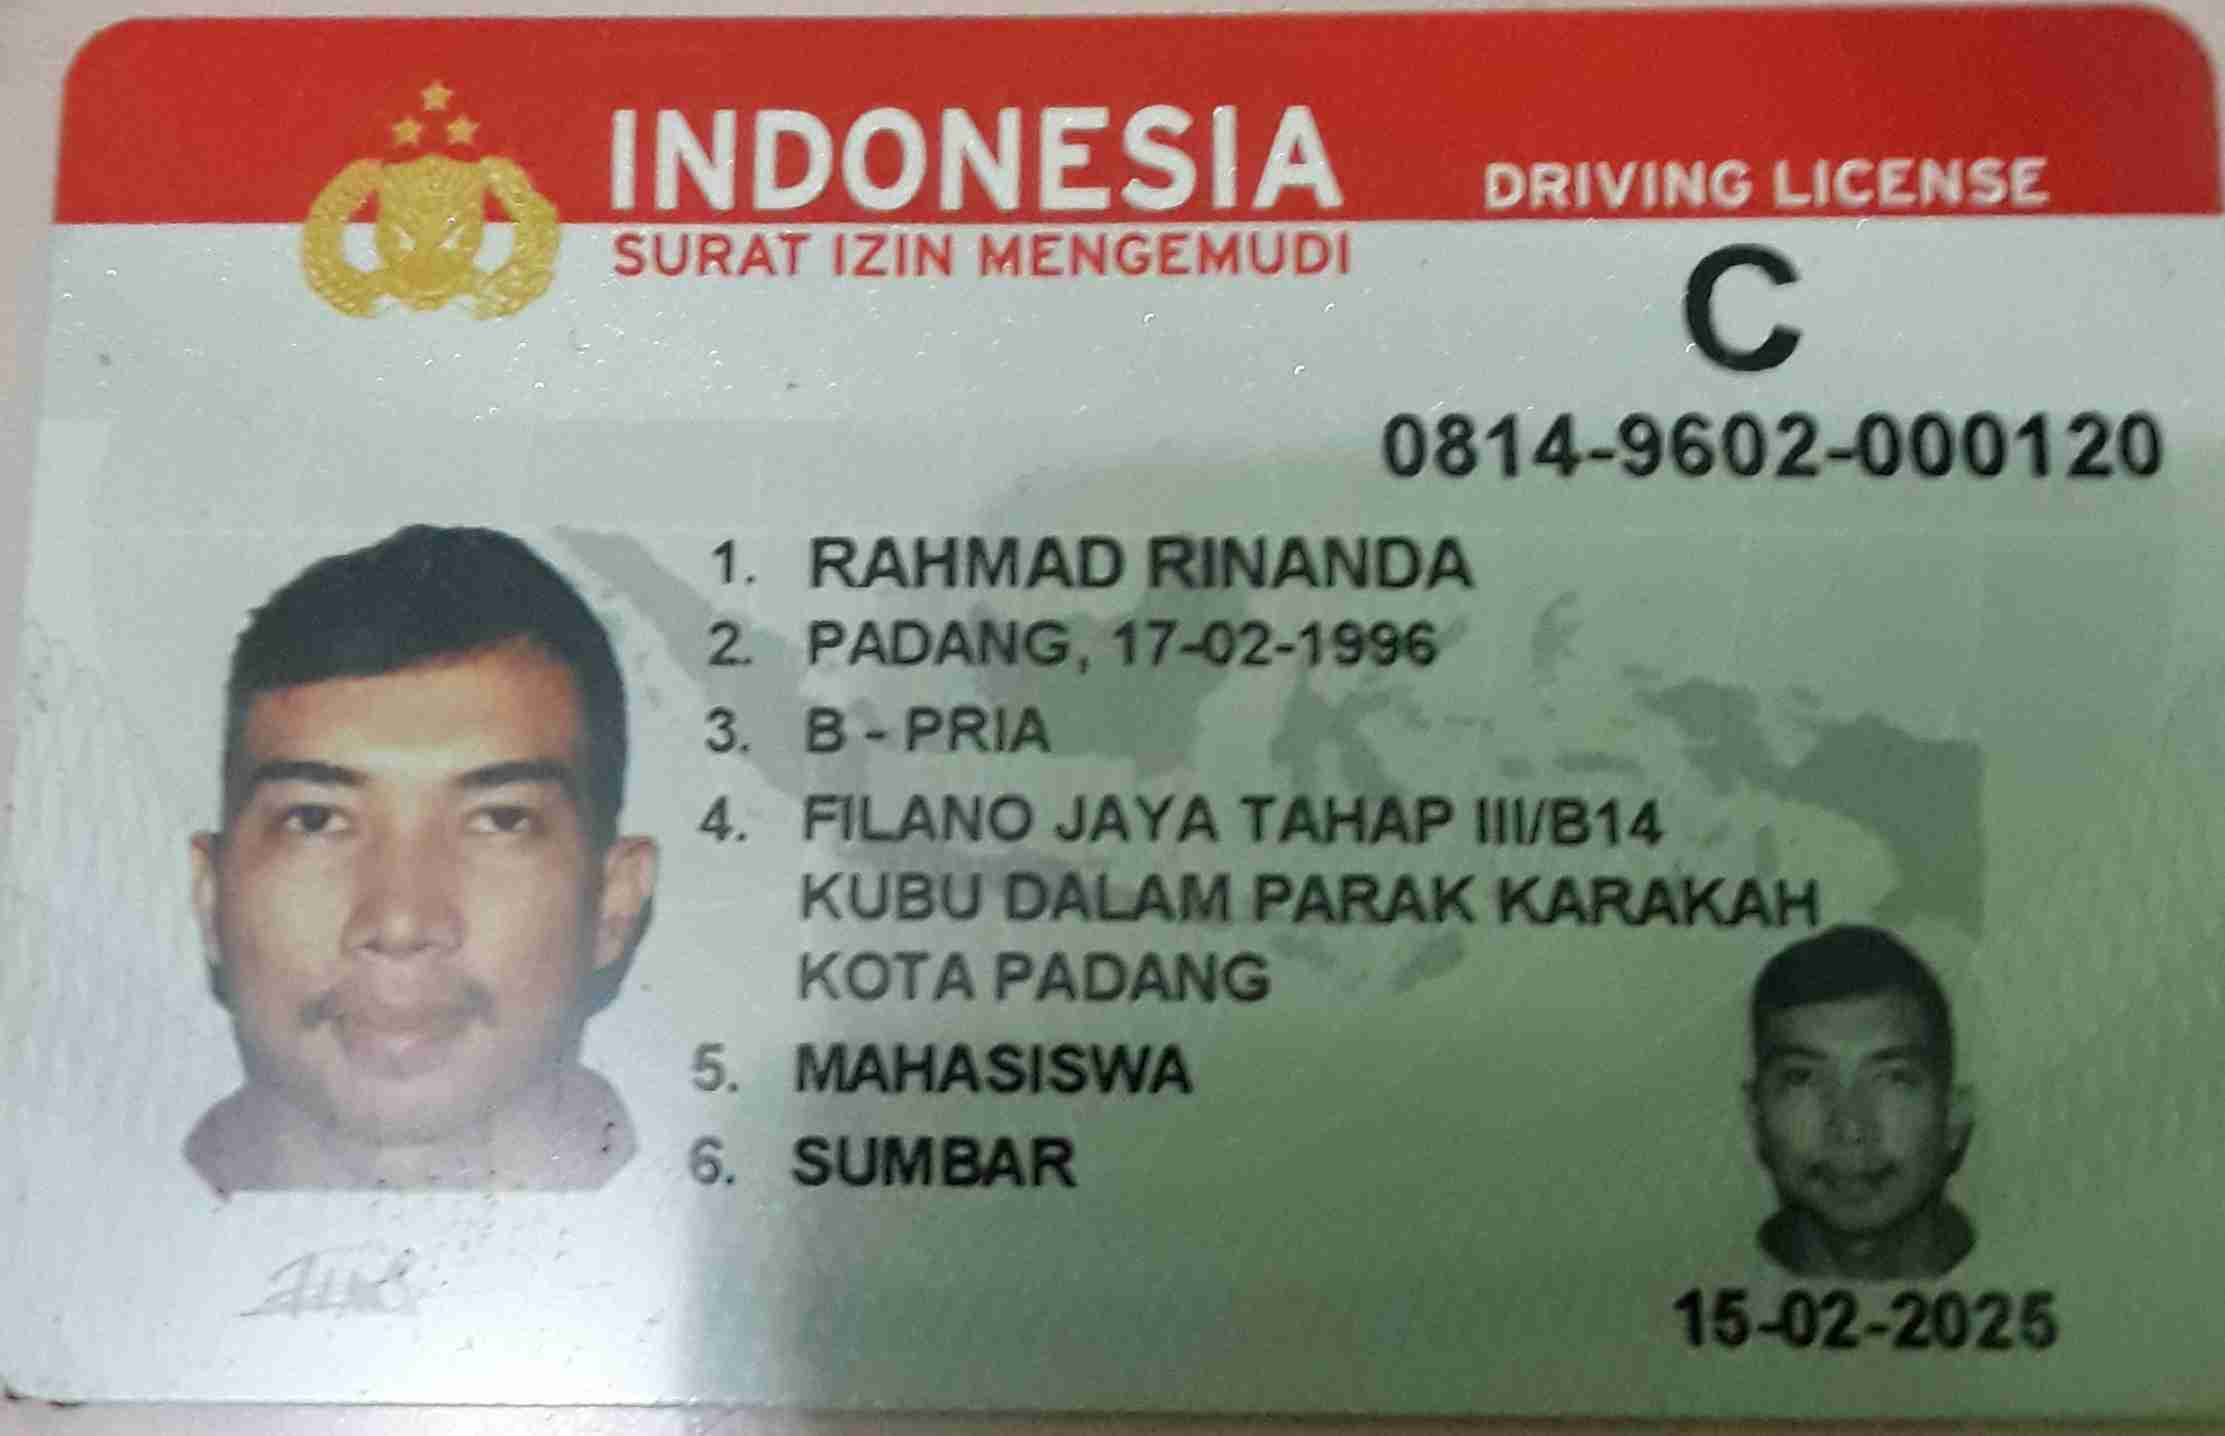 INDONESIA
DRIVING LICENSE
SURAT IZIN MENGEMUDI
C
0814-9602-000120
1. RAHMAD RINANDA
2. PADANG, 17-02-1996
3. B - PRIA
4. FILANO JAYA TAHAP III/B14
KUBU DALAM PARAK KARAKAH
KOTA PADANG
5. MAHASISWA
6. SUMBAR
15-02-2025